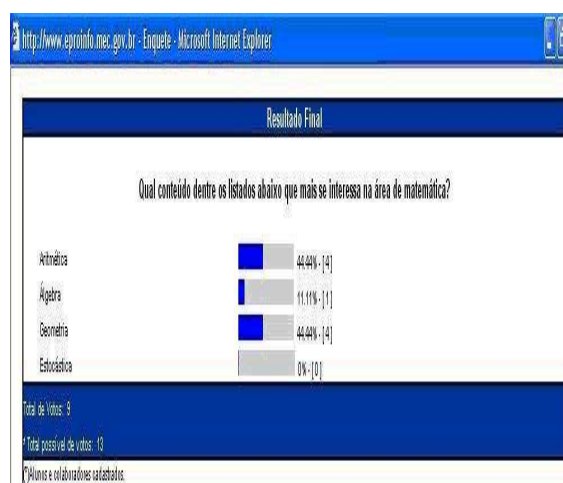 http://www.eproinfo.mec.gov.br - Enquete - Microsoft Internet Explorer
Resultado Final
Qual conteúdo dentre os listados abaixo que mais se interessa na área de matemática?
Aritmética 44.44% - [ 4 ]
Álgebra 11.11% - [ 1 ]
Geometria 44.44% - [ 4 ]
Estocástica 0% - [ 0 ]
Total de Votos: 9
* Total possível de votos: 13
(*)Alunos e colaboradores cadastrados.